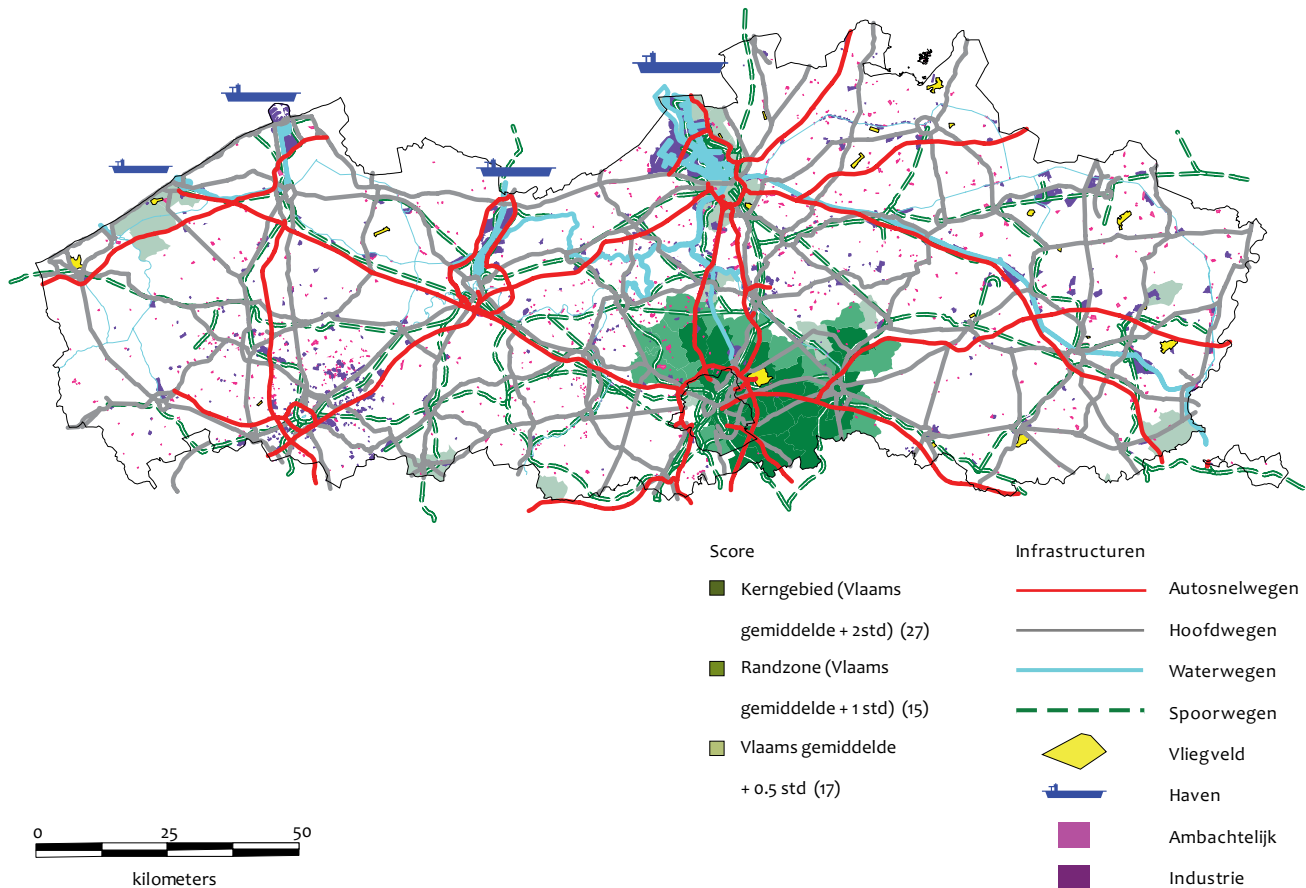 Score
Kerngebied (Vlaams
gemiddelde + 2std) (27)
Randzone (Vlaams
gemiddelde + 1 std) (15)
Vlaams gemiddelde
+ 0.5 std (17)
Infrastructuren
Autosnelwegen
Hoofdwegen
Waterwegen
Spoorwegen
Vliegveld
Haven
Ambachtelijk
Industrie
0 25 50
kilometers